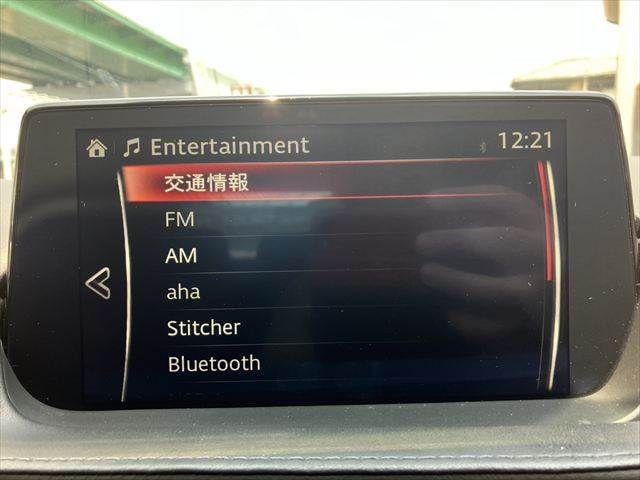 Entertainment 12:21
交通情報
FM
AM
aha
Stitcher
Bluetooth